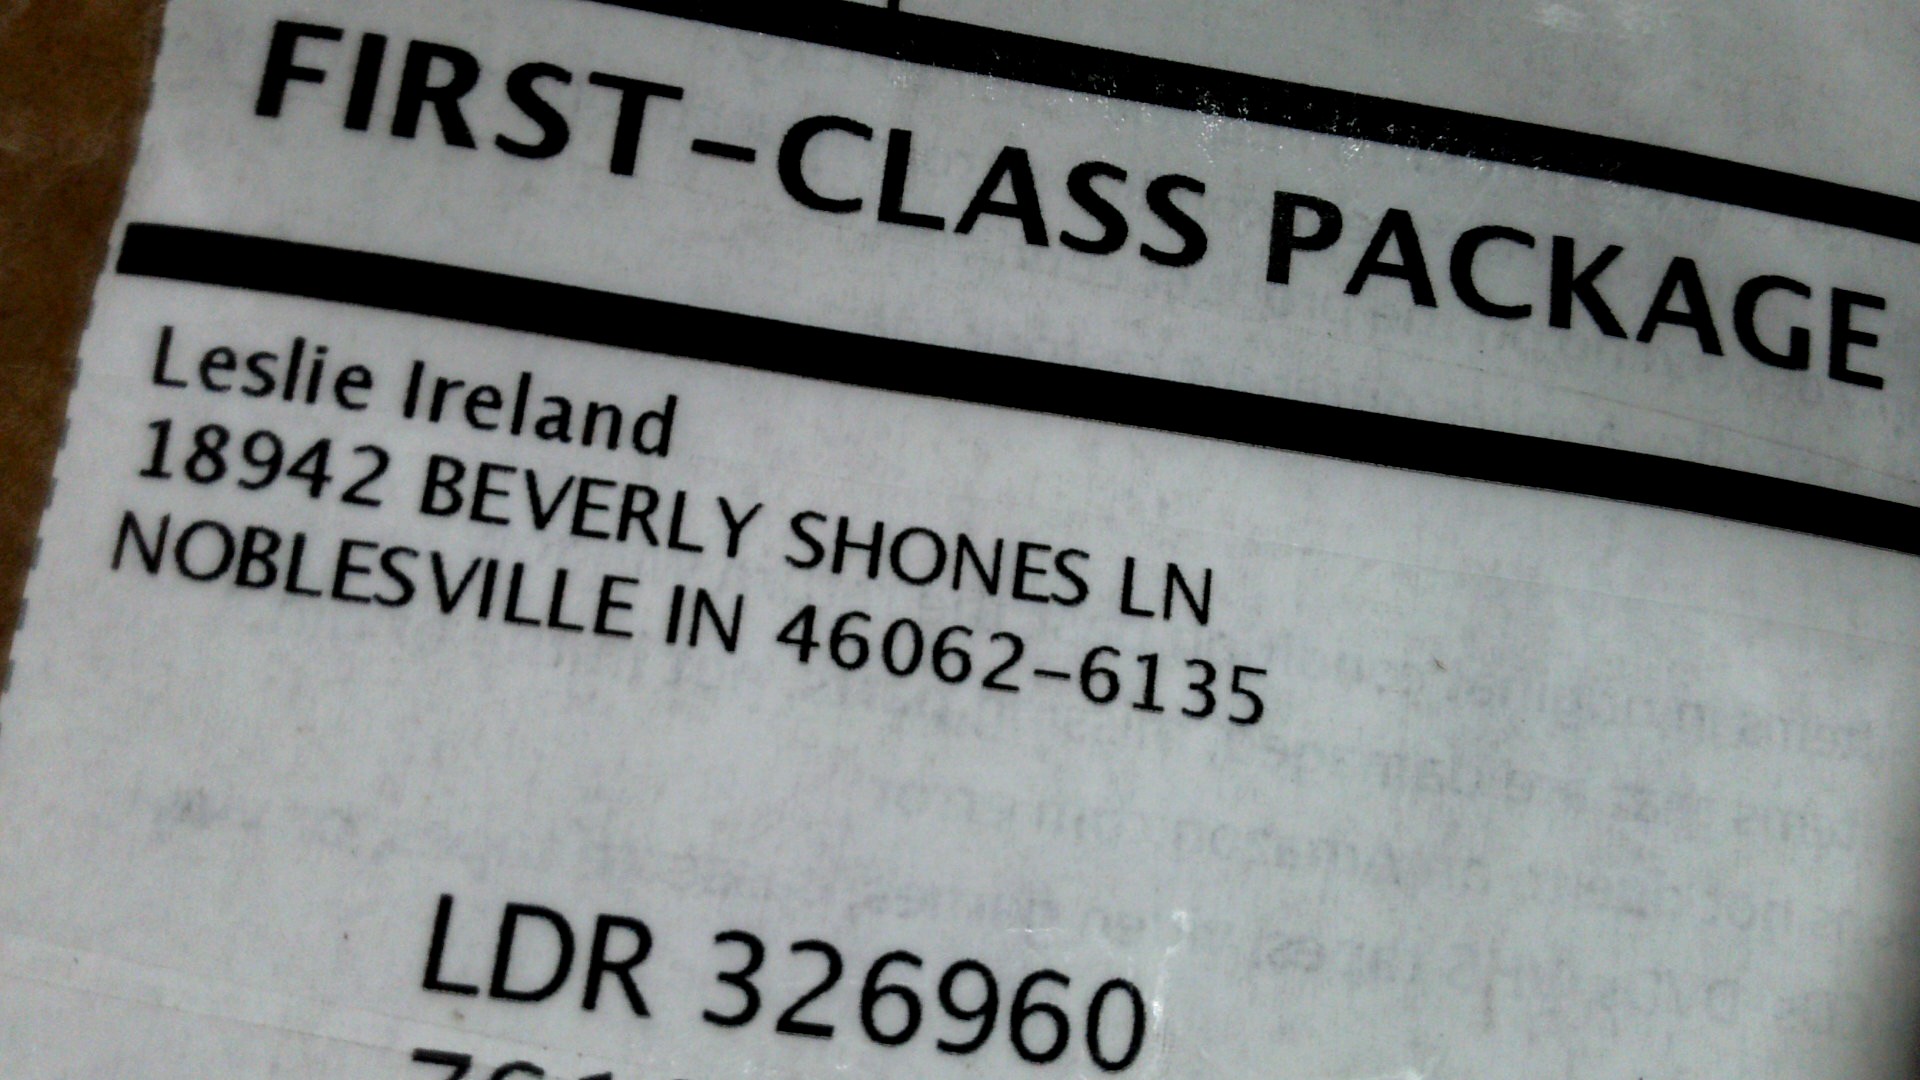 FIRST-CLASS PACKAGE
Leslie Ireland
18942 BEVERLY SHONES LN
NOBLESVILLE IN 46062-6135
LDR 326960